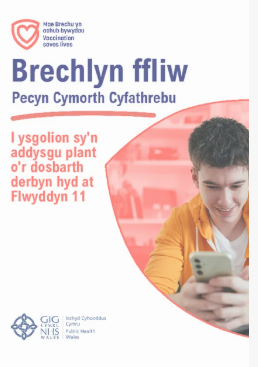 Mae Brechu yn
achub bywydau
Vaccination
saves lives
Brechlyn ffliw
Pecyn Cymorth Cyfathrebu
I ysgolion sy'n
addysgu plant
o'r dosbarth
derbyn hyd at
Flwyddyn 11
GIG
CYMRU
NHS
WALES
Iechyd Cyhoeddus
Cymru
Public Health
Wales